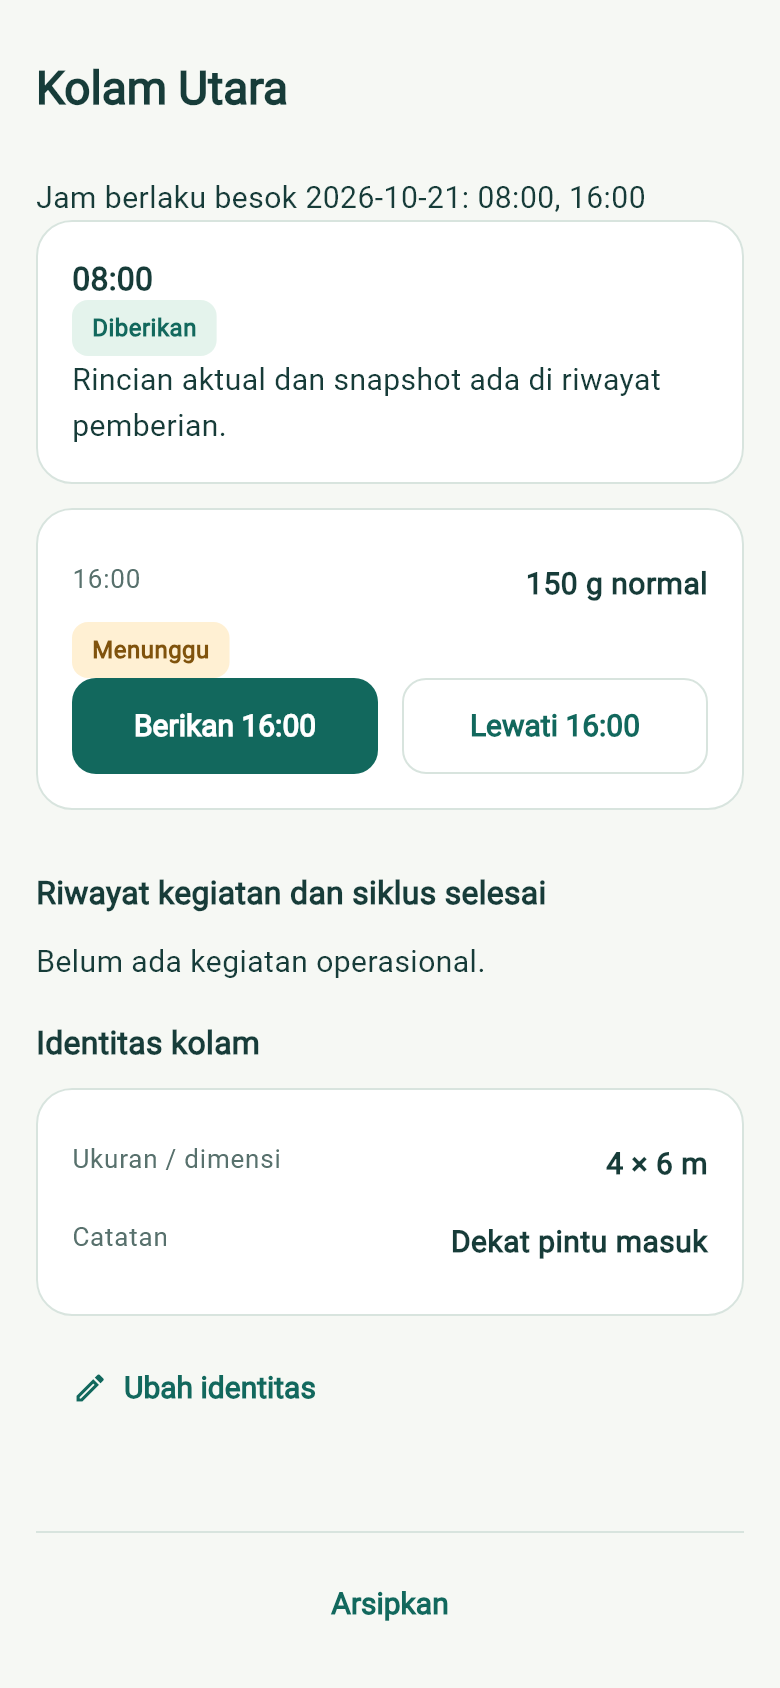 Kolam Utara
Jam berlaku besok 2026-10-21: 08:00, 16:00
08:00
Diberikan
Rincian aktual dan snapshot ada di riwayat
pemberian.
16:00
150 g normal
Menunggu
Berikan 16:00
Lewati 16:00
Riwayat kegiatan dan siklus selesai
Belum ada kegiatan operasional.
Identitas kolam
Ukuran / dimensi
4 × 6 m
Catatan
Dekat pintu masuk
Ubah identitas
Arsipkan